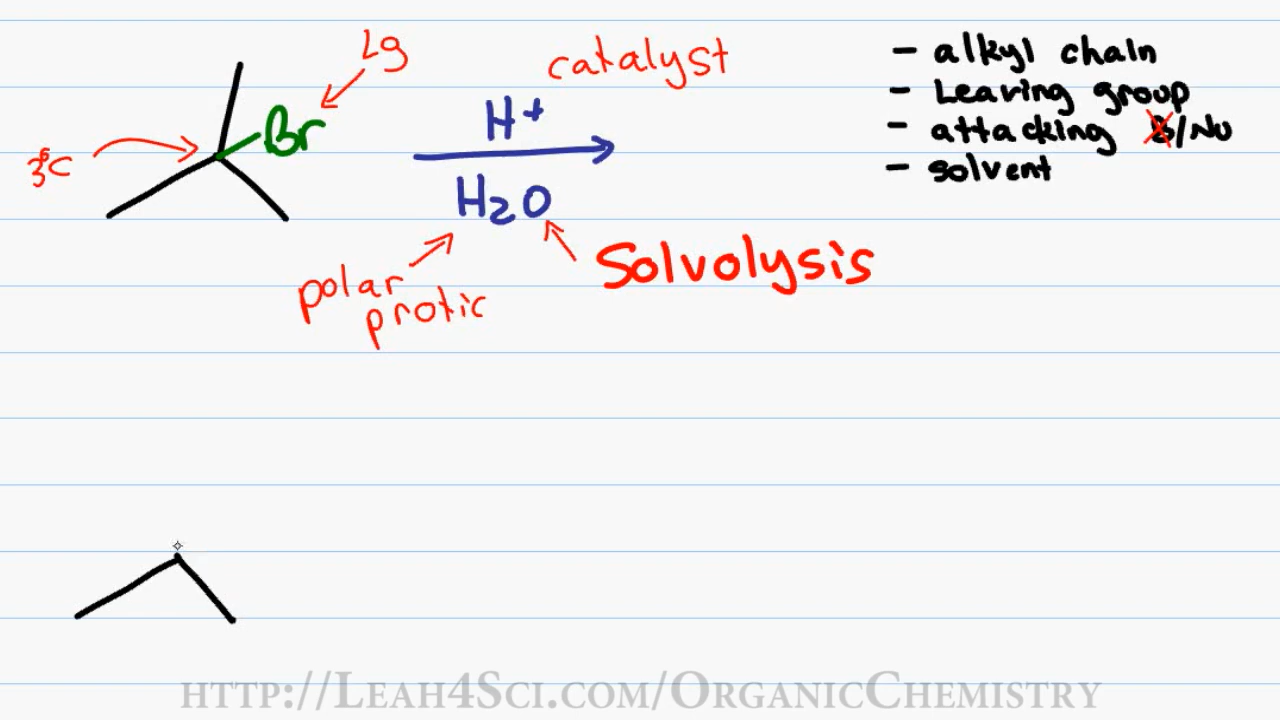 Lg
catalyst
- alkyl chain
- Leaving group
- attacking B/Nu
- solvent
Br
H+
3°C
H2O
Solvolysis
polar
protic
http://Leah4Sci.com/OrganicChemistry